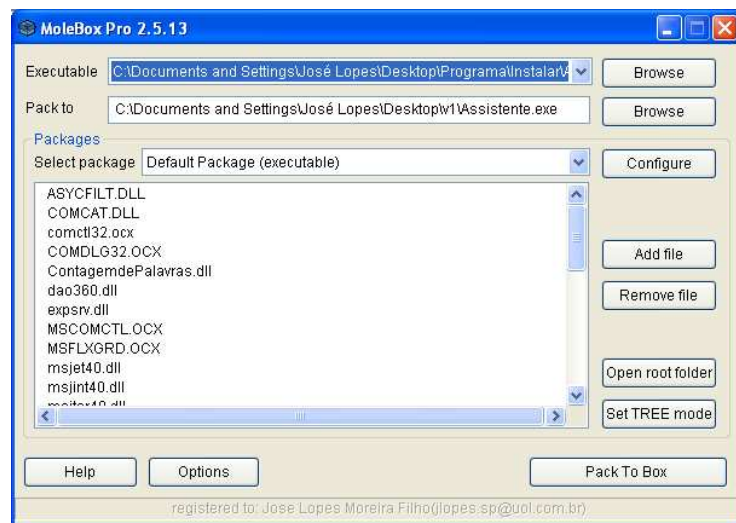 MoleBox Pro 2.5.13
Executable C:\Documents and Settings\José Lopes\Desktop\Programa\Instalar\A Browse
Pack to C:\Documents and Settings\José Lopes\Desktop\v1\Assistente.exe Browse
Packages
Select package Default Package (executable) Configure
ASYCFILT.DLL
COMCAT.DLL
comctl32.ocx
COMDLG32.OCX
ContagemdePalavras.dll
dao360.dll
expsrv.dll
MSCOMCTL.OCX
MSFLXGRD.OCX
msjet40.dll
msjint40.dll
Add file
Remove file
Open root folder
Set TREE mode
Help Options Pack To Box
registered to: Jose Lopes Moreira Filho(jlopes.sp@uol.com.br)